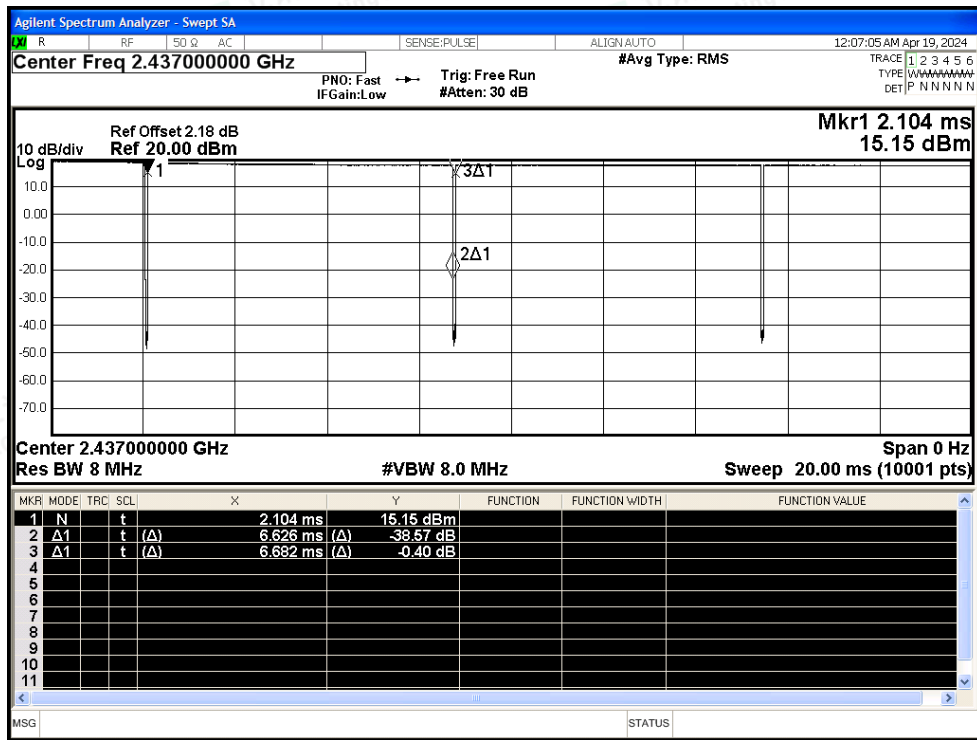 Agilent Spectrum Analyzer - Swept SA
LXI R RF 50 Ω AC SENSE:PULSE ALIGN AUTO 12:07:05 AM Apr 19, 2024
Center Freq 2.437000000 GHz #Avg Type: RMS TRACE 1 2 3 4 5 6
PNO: Fast Trig: Free Run TYPE WWWWWW
IFGain:Low #Atten: 30 dB DET P N N N N N
Mkr1 2.104 ms
Ref Offset 2.18 dB
10 dB/div Ref 20.00 dBm 15.15 dBm
Log
1 3Δ1
10.0
0.00
-10.0
2Δ1
-20.0
-30.0
-40.0
-50.0
-60.0
-70.0
Center 2.437000000 GHz Span 0 Hz
Res BW 8 MHz #VBW 8.0 MHz Sweep 20.00 ms (10001 pts)
MKR MODE TRC SCL X Y FUNCTION FUNCTION WIDTH FUNCTION VALUE
1 N t 2.104 ms 15.15 dBm
2 Δ1 t (Δ) 6.626 ms (Δ) -38.57 dB
3 Δ1 t (Δ) 6.682 ms (Δ) -0.40 dB
4
5
6
7
8
9
10
11
MSG STATUS